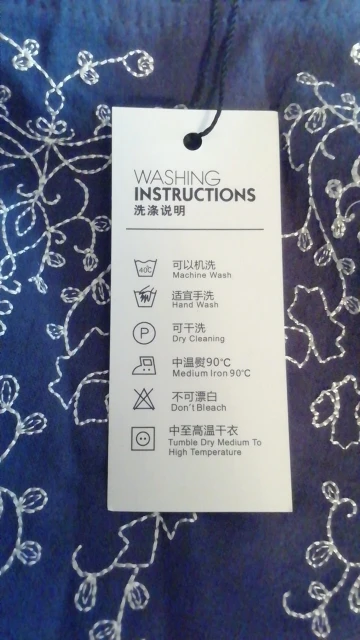 WASHING
INSTRUCTIONS
洗涤说明
40℃
可以机洗
Machine Wash
适宜手洗
Hand Wash
P
可干洗
Dry Cleaning
中温熨90℃
Medium Iron 90℃
不可漂白
Don't Bleach
中至高温干衣
Tumble Dry Medium To
High Temperature